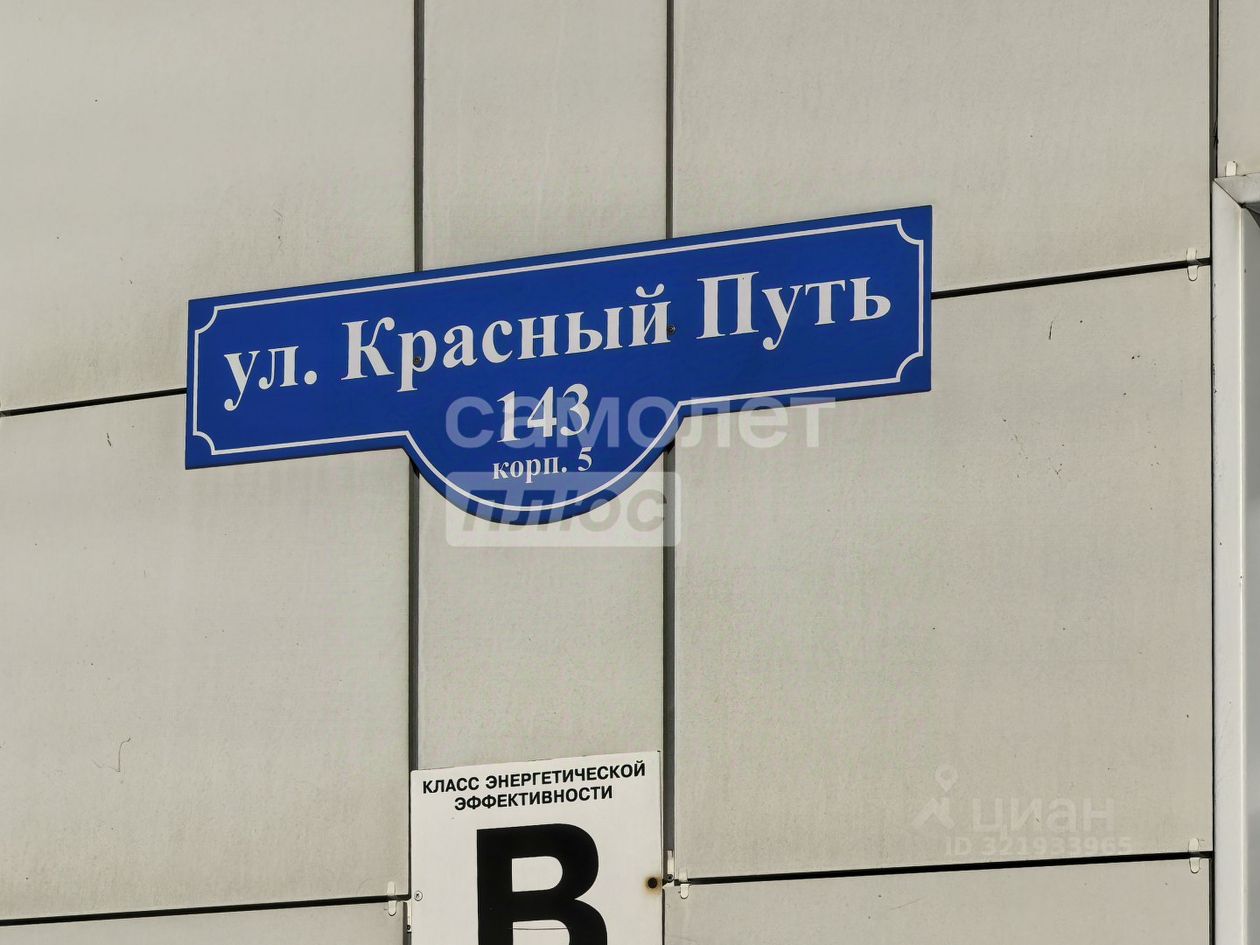 ул. Красный Путь
143
корп. 5
самолет
плюс
КЛАСС ЭНЕРГЕТИЧЕСКОЙ
ЭФФЕКТИВНОСТИ
B
циан
ID 321933965